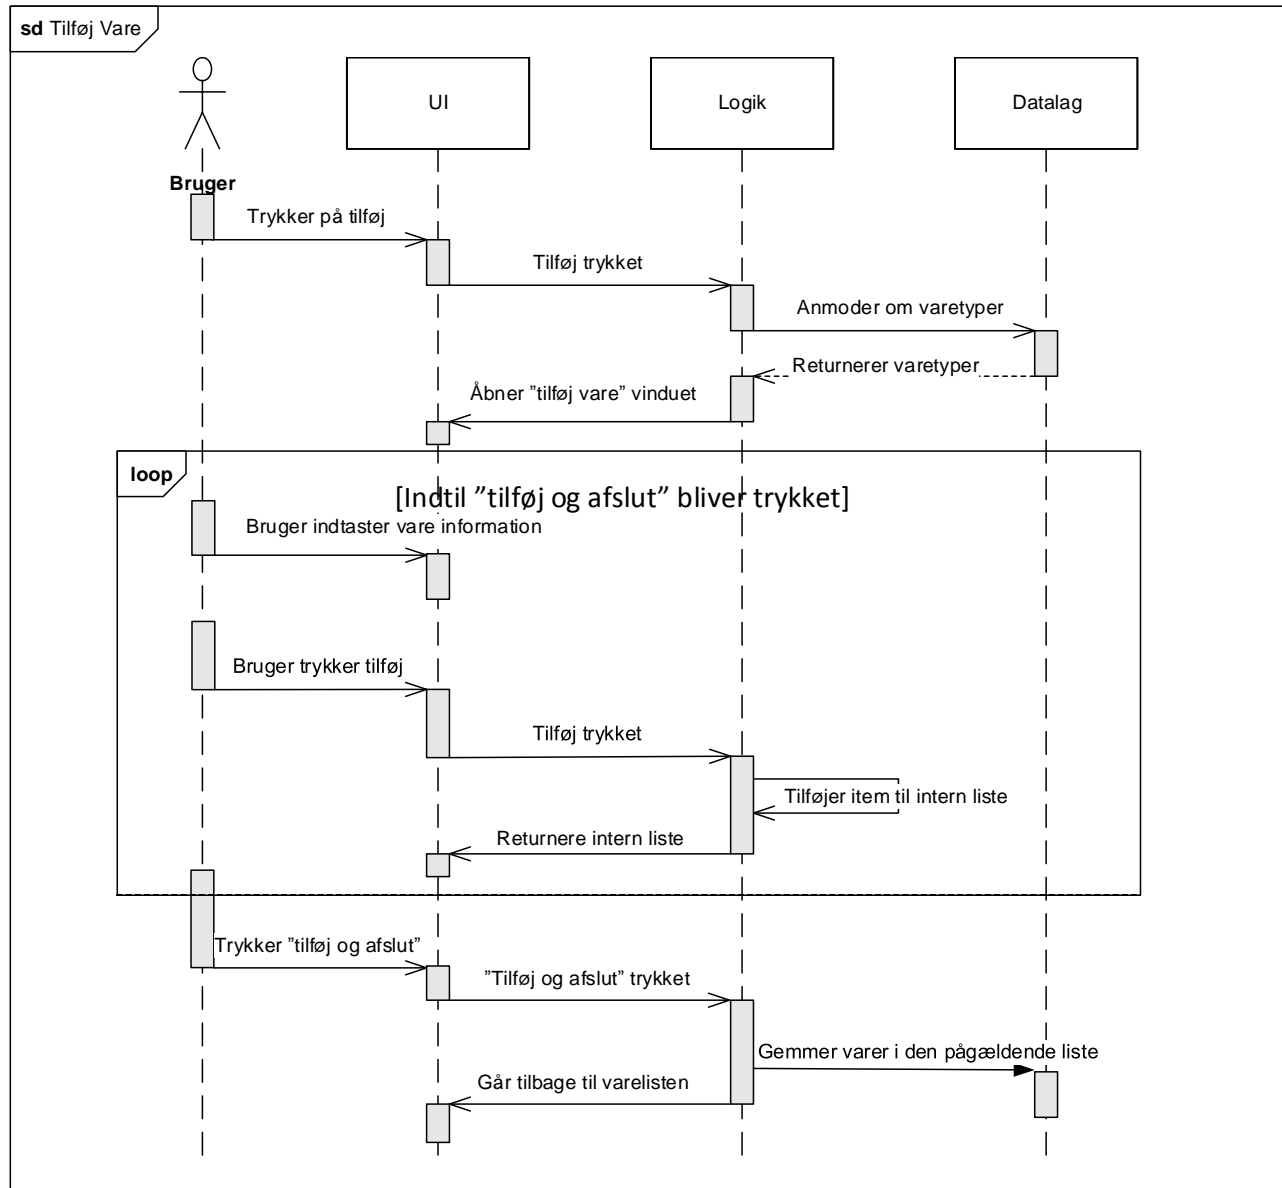 sd Tilføj Vare
UI
Logik
Datalag
Bruger
Trykker på tilføj
Tilføj trykket
Anmoder om varetyper
Returnerer varetyper
Åbner ”tilføj vare” vinduet
loop
[Indtil ”tilføj og afslut” bliver trykket]
Bruger indtaster vare information
Bruger trykker tilføj
Tilføj trykket
Tilføjer item til intern liste
Returnere intern liste
Trykker ”tilføj og afslut”
”Tilføj og afslut” trykket
Gemmer varer i den pågældende liste
Går tilbage til varelisten